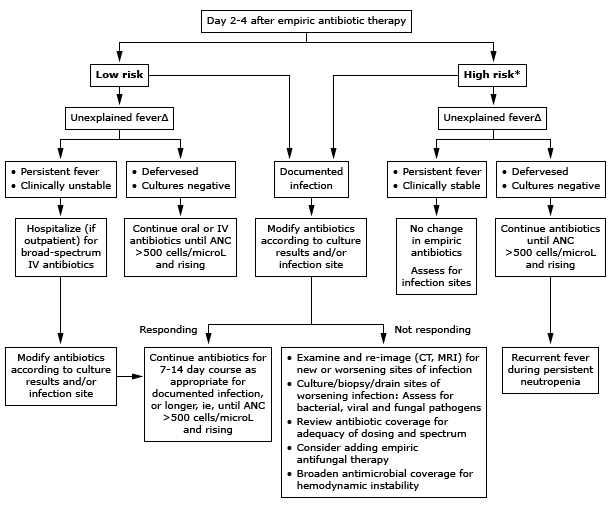 Day 2-4 after empiric antibiotic therapy
Low risk
High risk*
Unexplained feverΔ
Unexplained feverΔ
• Persistent fever
• Clinically unstable
• Defervesed
• Cultures negative
Documented
infection
• Persistent fever
• Clinically stable
• Defervesed
• Cultures negative
Hospitalize (if
outpatient) for
broad-spectrum
IV antibiotics
Continue oral or IV
antibiotics until ANC
>500 cells/microL
and rising
Modify antibiotics
according to culture
results and/or
infection site
No change
in empiric
antibiotics
Assess for
infection sites
Continue antibiotics
until ANC
>500 cells/microL
and rising
Responding
Not responding
Modify antibiotics
according to culture
results and/or
infection site
Continue antibiotics for
7-14 day course as
appropriate for
documented infection,
or longer, ie, until ANC
>500 cells/microL
and rising
• Examine and re-image (CT, MRI) for
new or worsening sites of infection
• Culture/biopsy/drain sites of
worsening infection: Assess for
bacterial, viral and fungal pathogens
• Review antibiotic coverage for
adequacy of dosing and spectrum
• Consider adding empiric
antifungal therapy
• Broaden antimicrobial coverage for
hemodynamic instability
Recurrent fever
during persistent
neutropenia